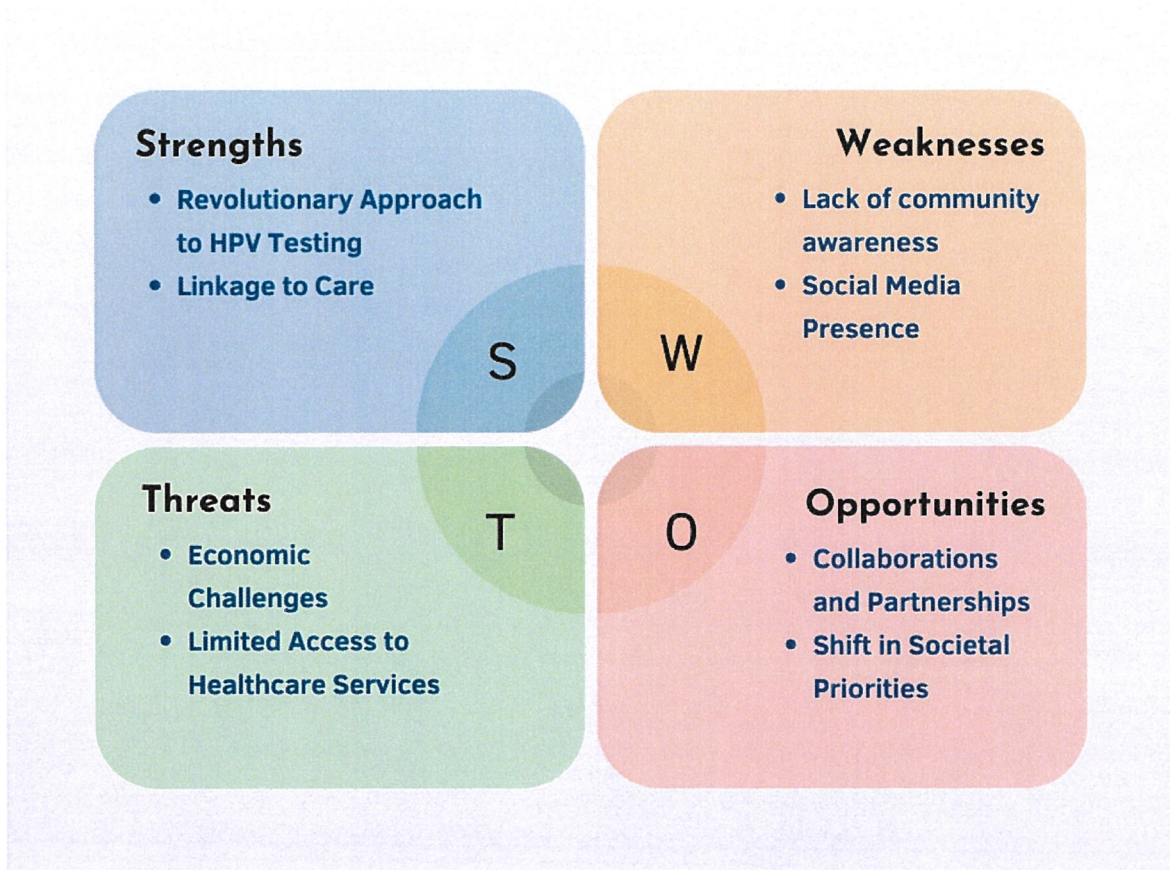 Strengths
• Revolutionary Approach
to HPV Testing
• Linkage to Care
S
Weaknesses
• Lack of community
awareness
• Social Media
Presence
W
Threats
• Economic
Challenges
• Limited Access to
Healthcare Services
T
Opportunities
• Collaborations
and Partnerships
• Shift in Societal
Priorities
O